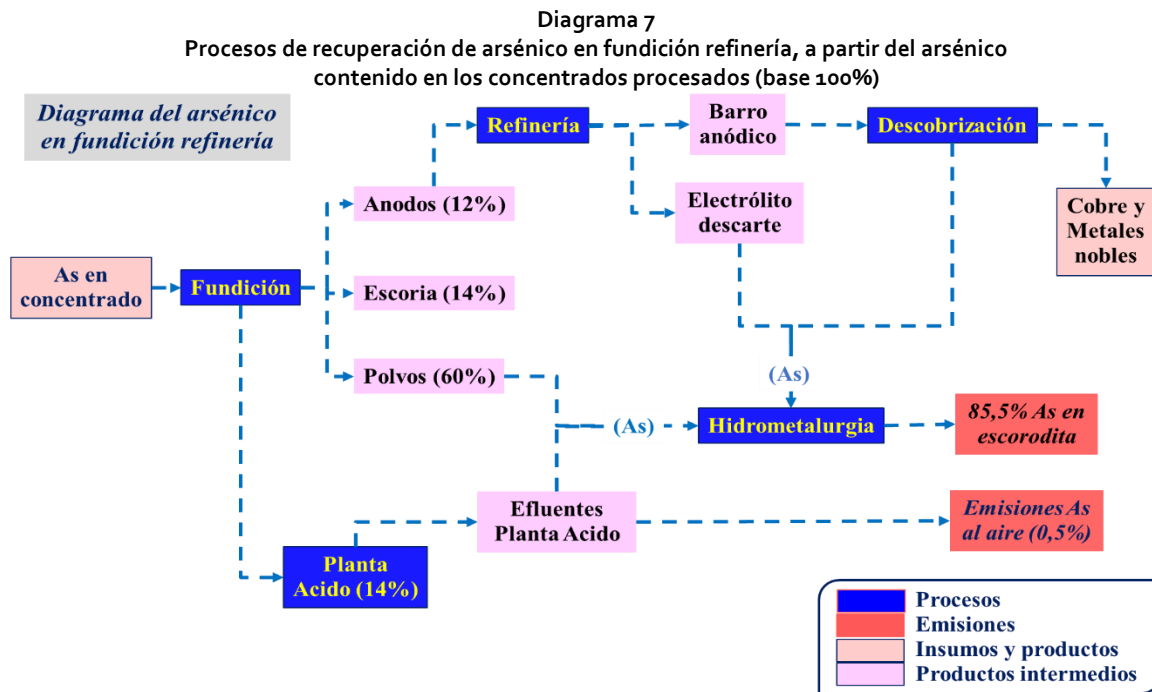 Diagrama 7
Procesos de recuperación de arsénico en fundición refinería, a partir del arsénico
contenido en los concentrados procesados (base 100%)
Diagrama del arsénico
en fundición refinería
Refinería
Barro
anódico
Descobrización
Anodos (12%)
Electrólito
descarte
Cobre y
Metales
nobles
As en
concentrado
Fundición
Escoria (14%)
Polvos (60%)
(As)
(As)
Hidrometalurgia
85,5% As en
escorodita
Efluentes
Planta Acido
Emisiones As
al aire (0,5%)
Planta
Acido (14%)
Procesos
Emisiones
Insumos y productos
Productos intermedios